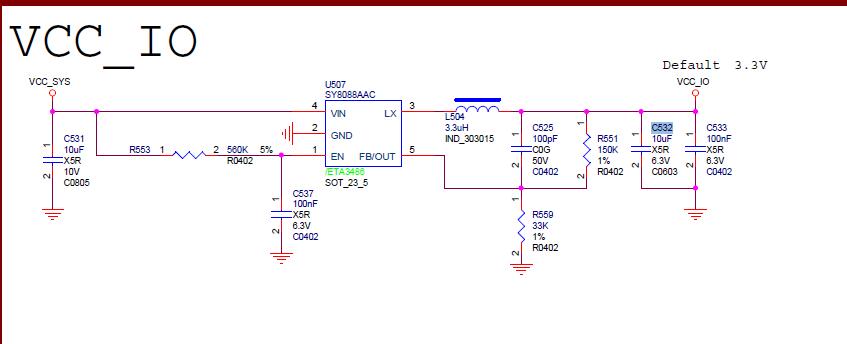 VCC_IO
Default 3.3V
VCC_SYS
VCC_IO
U507
SY8088AAC
4 VIN LX 3
2 GND
1 EN FB/OUT 5
/ETA3486
SOT_23_5
L504
3.3uH
IND_303015
1
2
C531
10uF
X5R
10V
C0805
R553 1 2 560K 5%
R0402
1
2
C537
100nF
X5R
6.3V
C0402
1
2
C525
100pF
C0G
50V
C0402
1
2
R551
150K
1%
R0402
1
2
C532
10uF
X5R
6.3V
C0603
1
2
C533
100nF
X5R
6.3V
C0402
1
2
R559
33K
1%
R0402